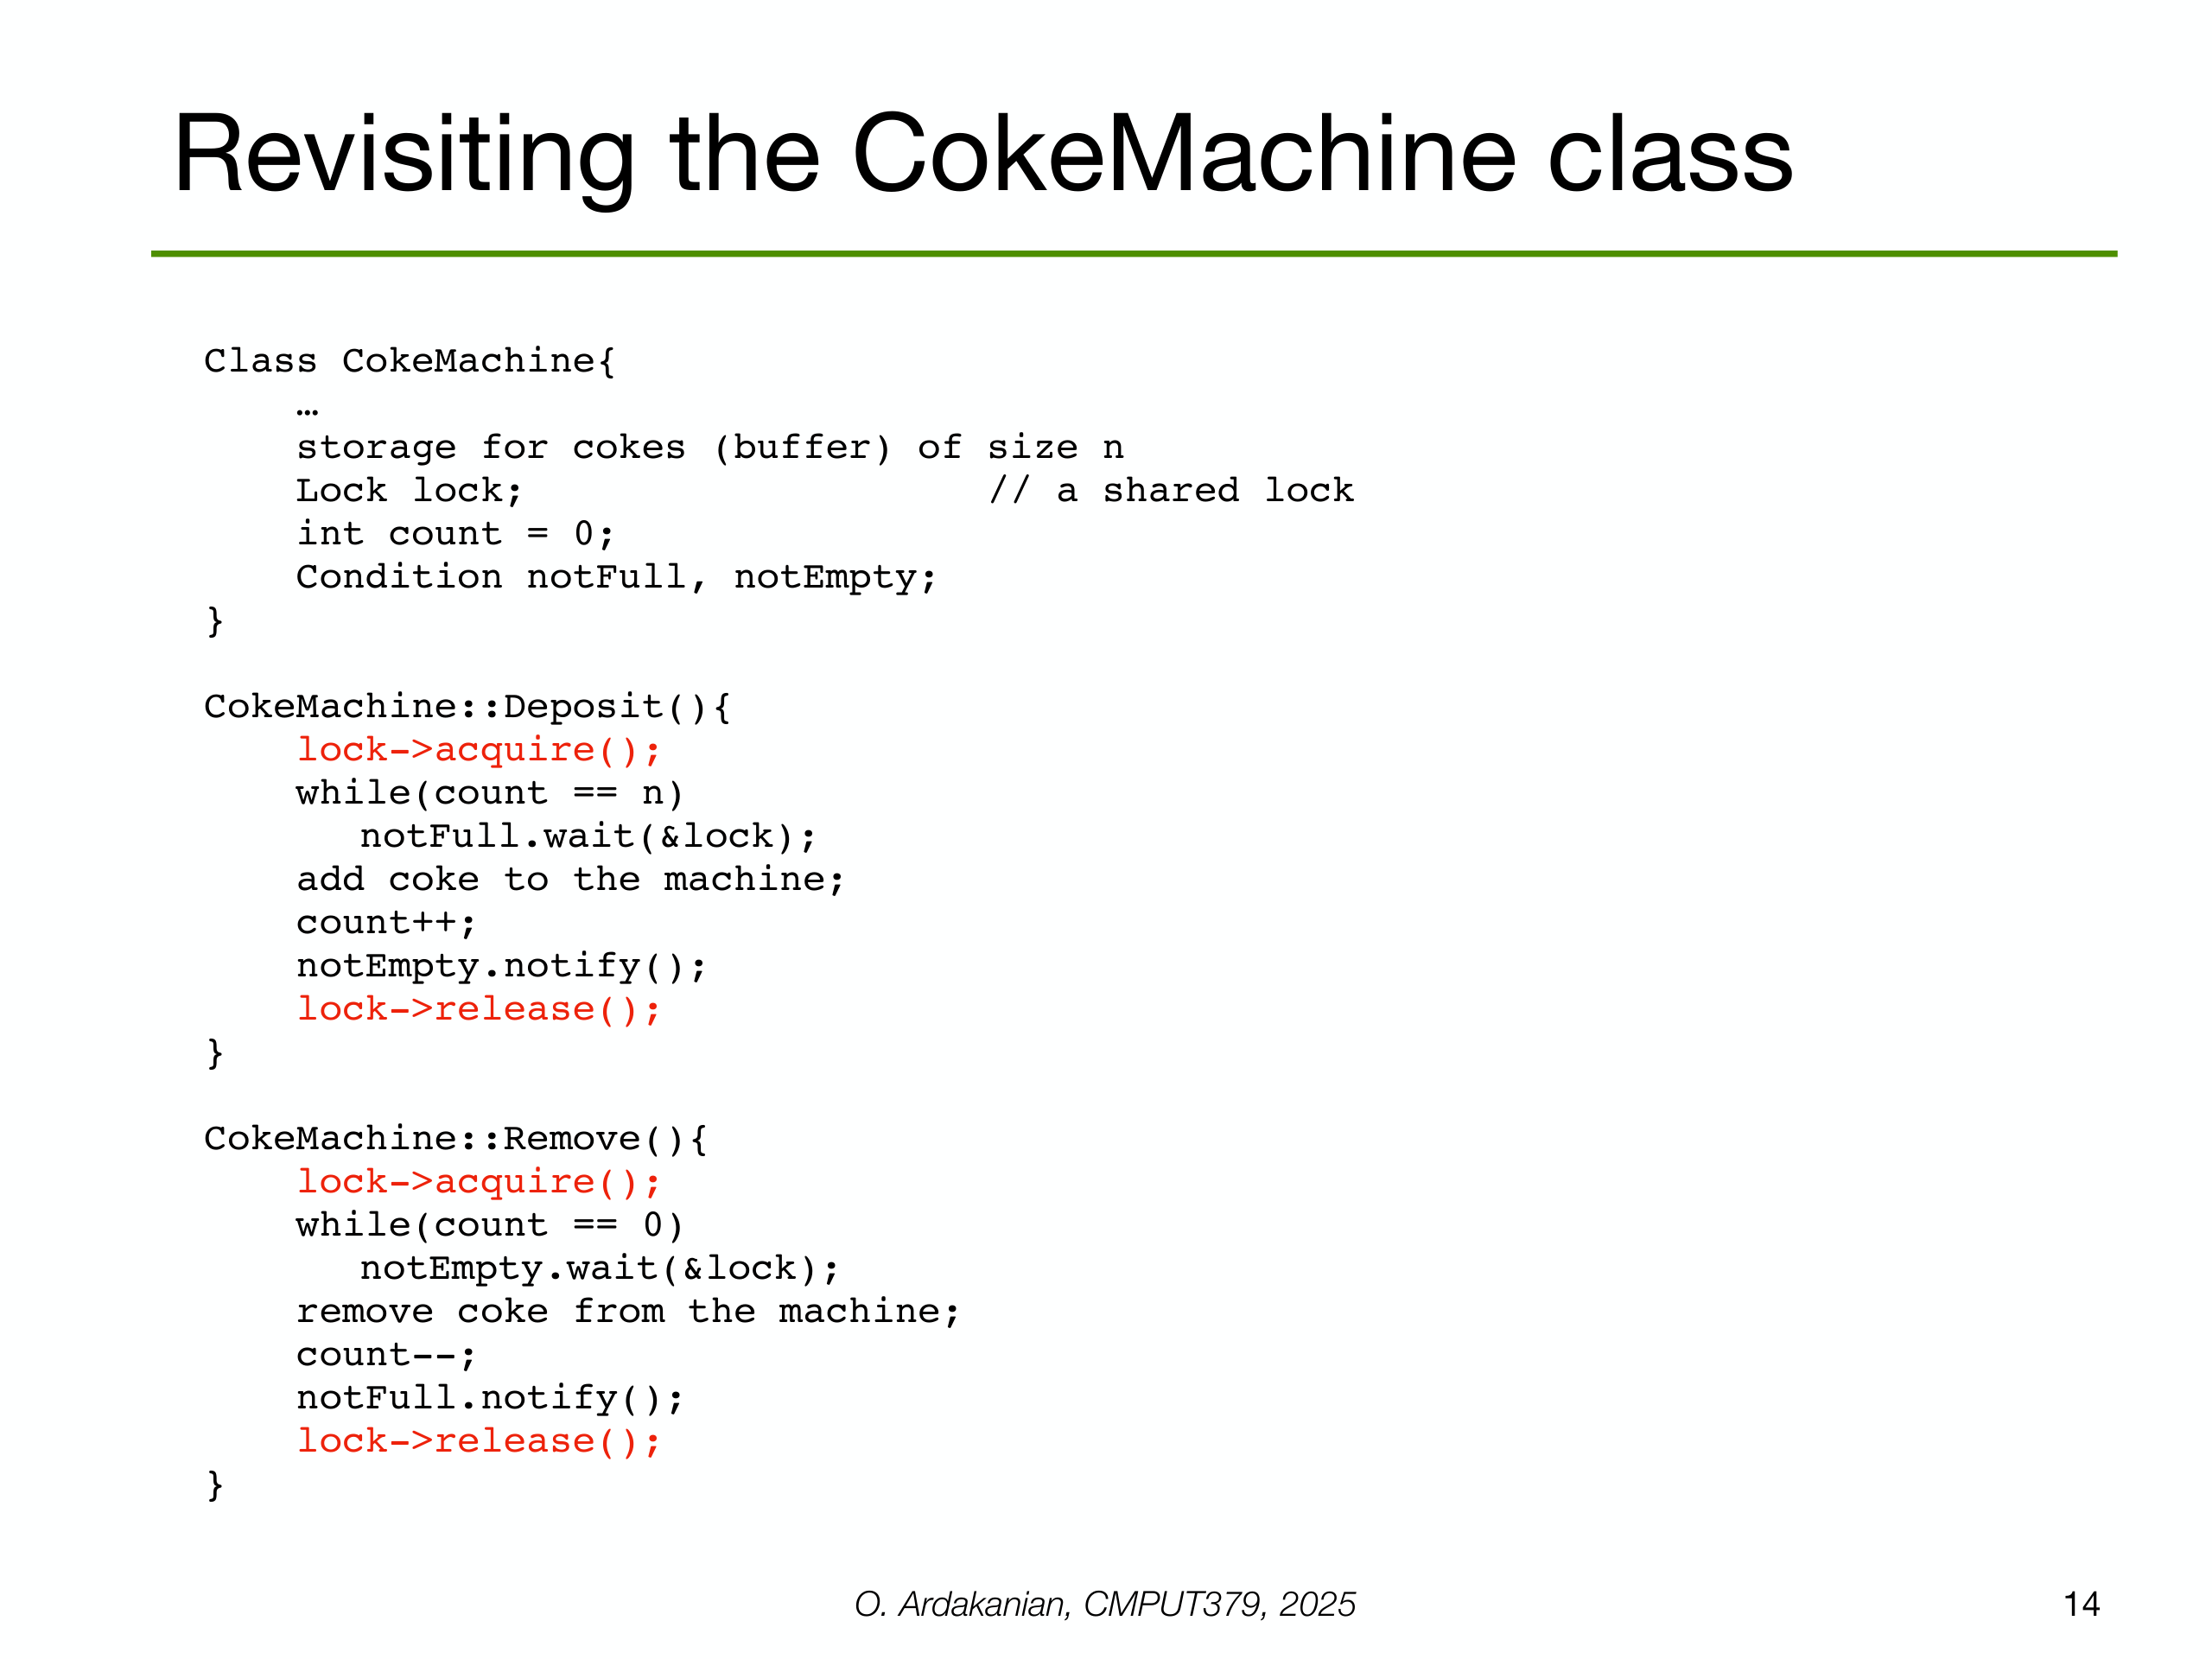 Revisiting the CokeMachine class
Class CokeMachine{
…
storage for cokes (buffer) of size n
Lock lock; // a shared lock
int count = 0;
Condition notFull, notEmpty;
}
CokeMachine::Deposit(){
lock->acquire();
while(count == n)
notFull.wait(&lock);
add coke to the machine;
count++;
notEmpty.notify();
lock->release();
}
CokeMachine::Remove(){
lock->acquire();
while(count == 0)
notEmpty.wait(&lock);
remove coke from the machine;
count--;
notFull.notify();
lock->release();
}
O. Ardakanian, CMPUT379, 2025
14